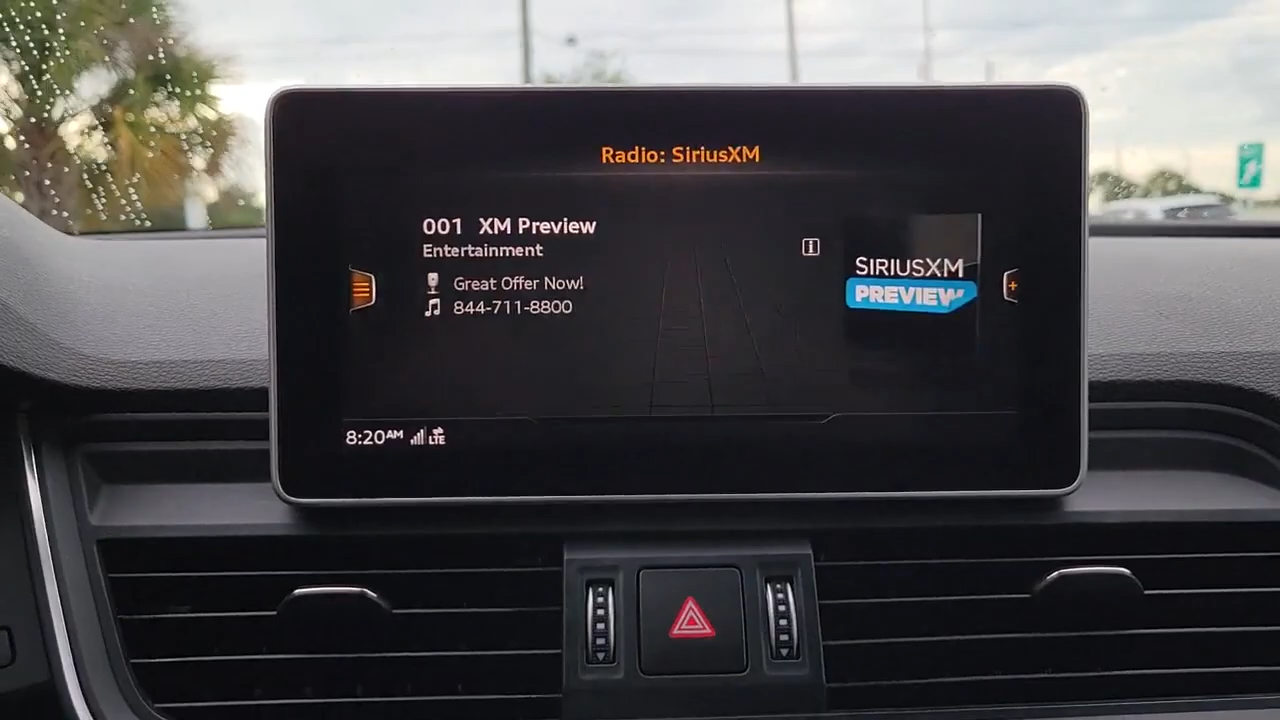 Radio: SiriusXM
001 XM Preview
Entertainment
Great Offer Now!
844-711-8800
SIRIUSXM
PREVIEW
8:20AM LTE